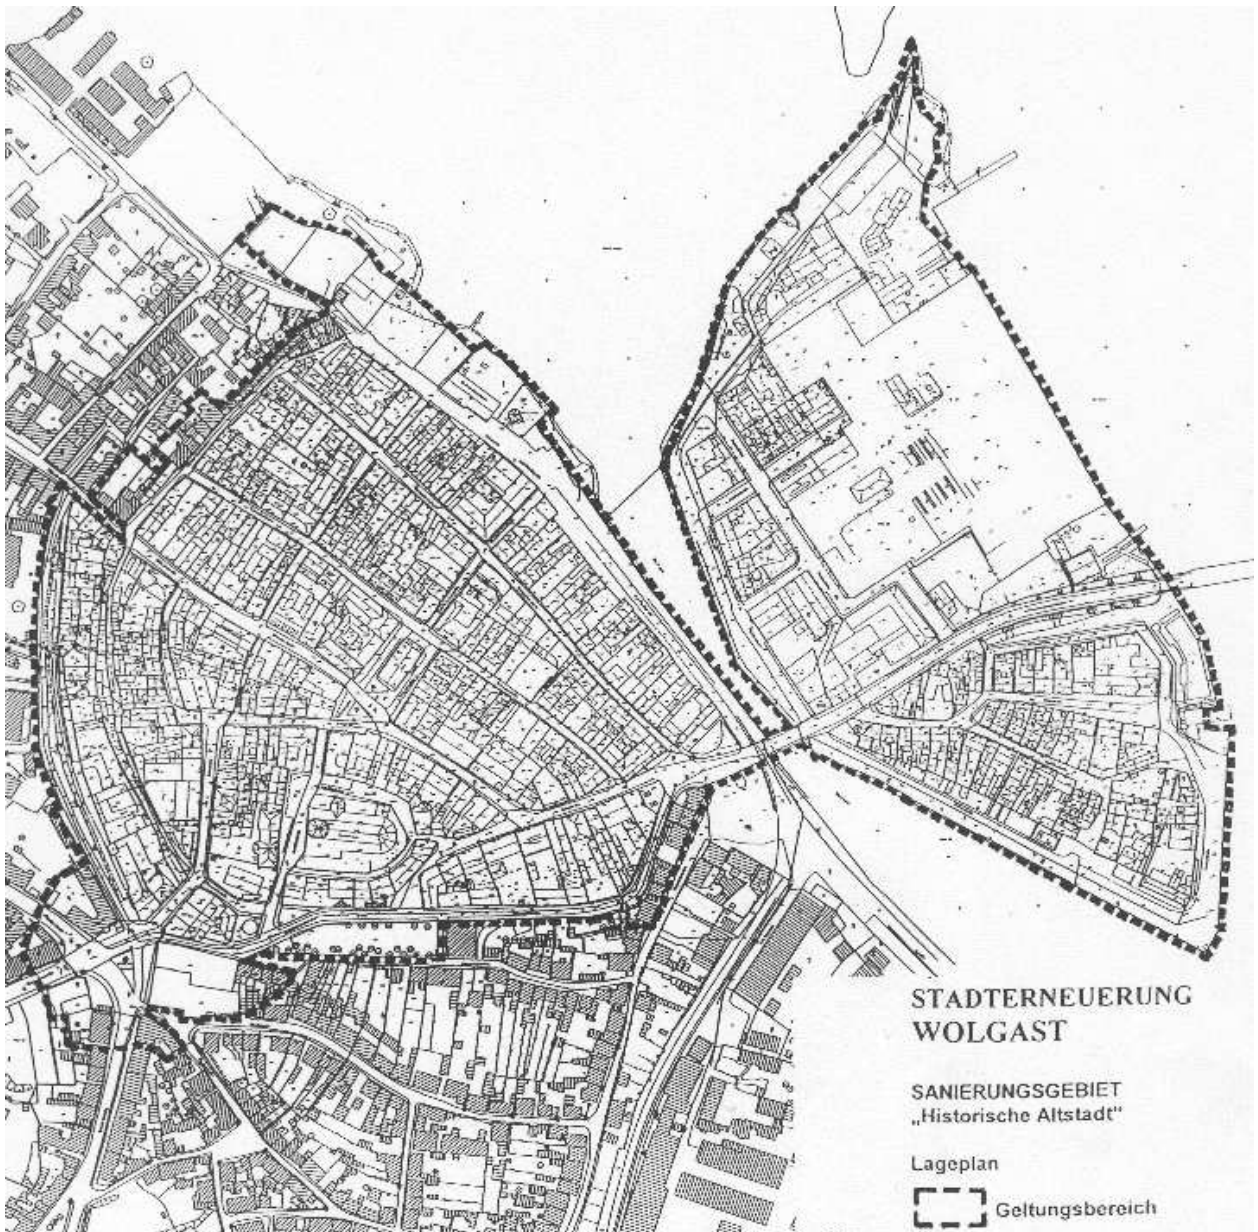 STADTERNEUERUNG
WOLGAST
SANIERUNGSGEBIET
„Historische Altstadt"
Lageplan
Geltungsbereich